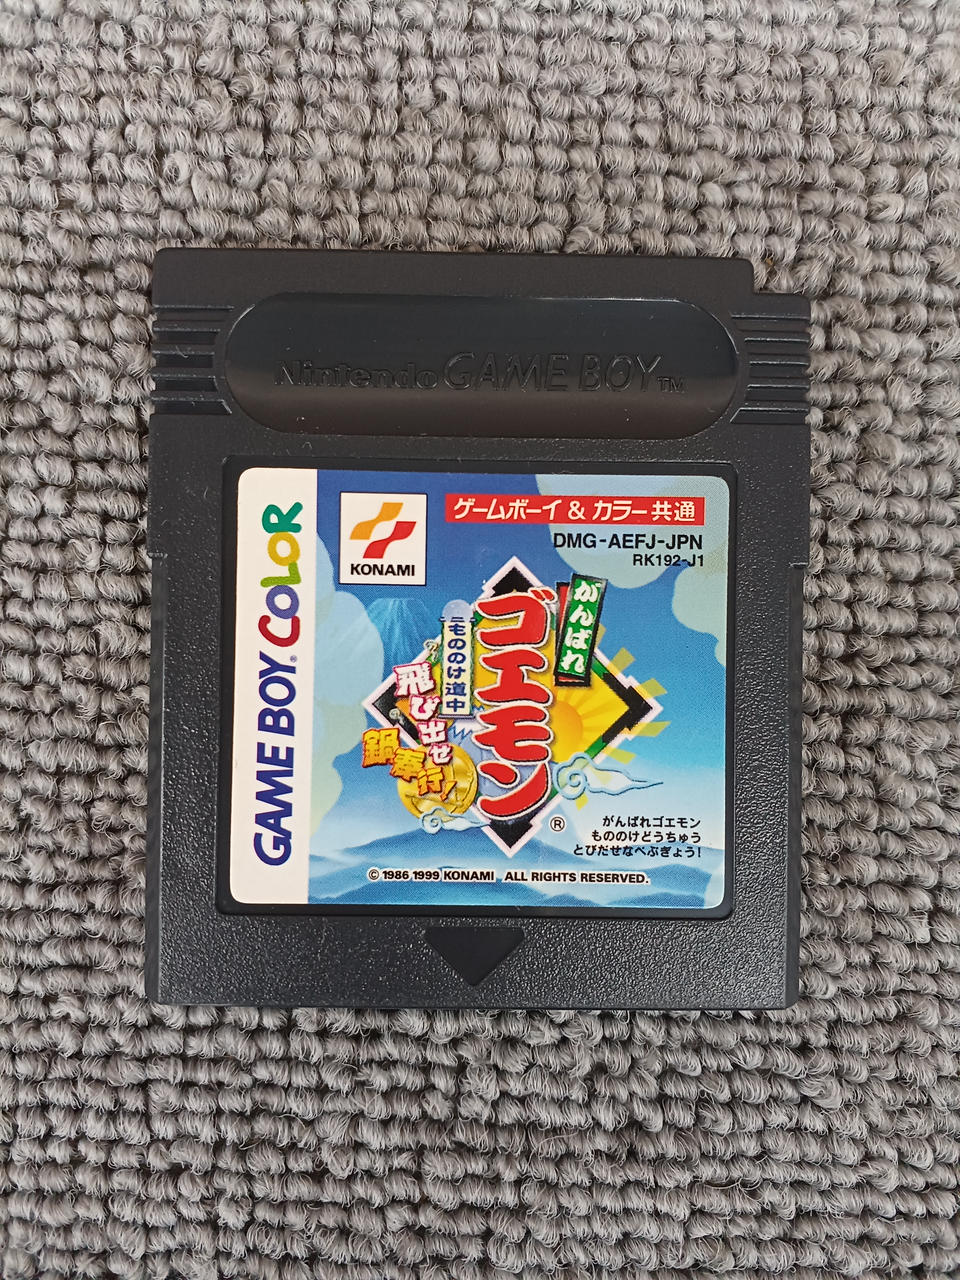 Nintendo GAME BOY™
GAME BOY® COLOR
KONAMI
ゲームボーイ & カラー共通
DMG-AEFJ-JPN
RK192-J1
がんばれ
ゴエモン
もののけ道中
飛び出せ
鍋奉行!
®
がんばれゴエモン
もののけどうちゅう
とびだせなべぶぎょう!
© 1986 1999 KONAMI ALL RIGHTS RESERVED.